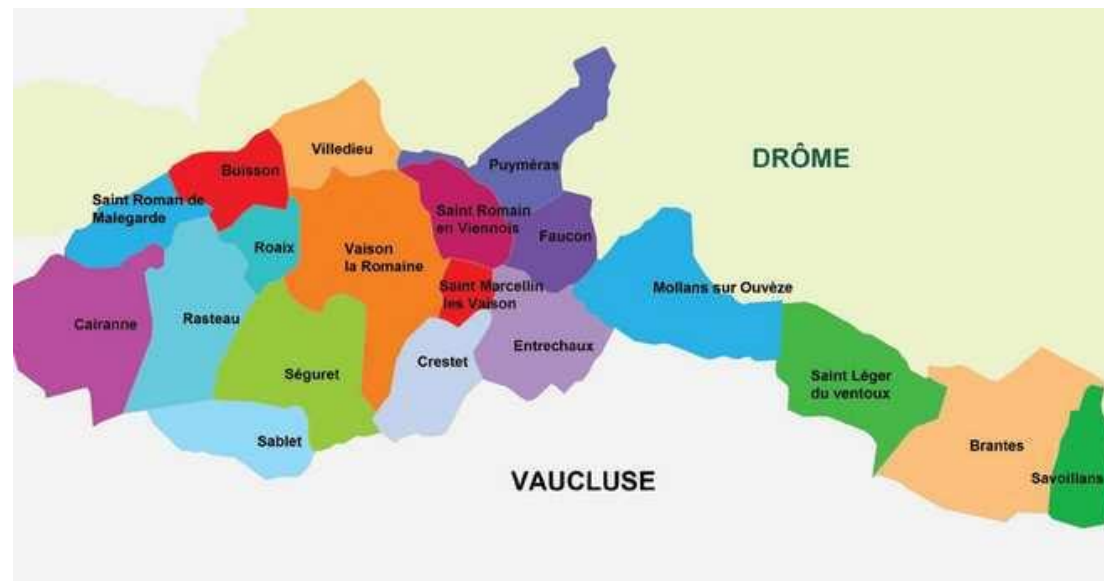 Villedieu
DRÔME
Puyméras
Buisson
Saint Roman de
Malegarde
Saint Romain
en Viennois
Faucon
Roaix
Vaison
la Romaine
Saint Marcellin
les Vaison
Mollans sur Ouvèze
Cairanne
Rasteau
Entrechaux
Crestet
Séguret
Saint Léger
du ventoux
Sablet
Brantes
VAUCLUSE
Savoillans